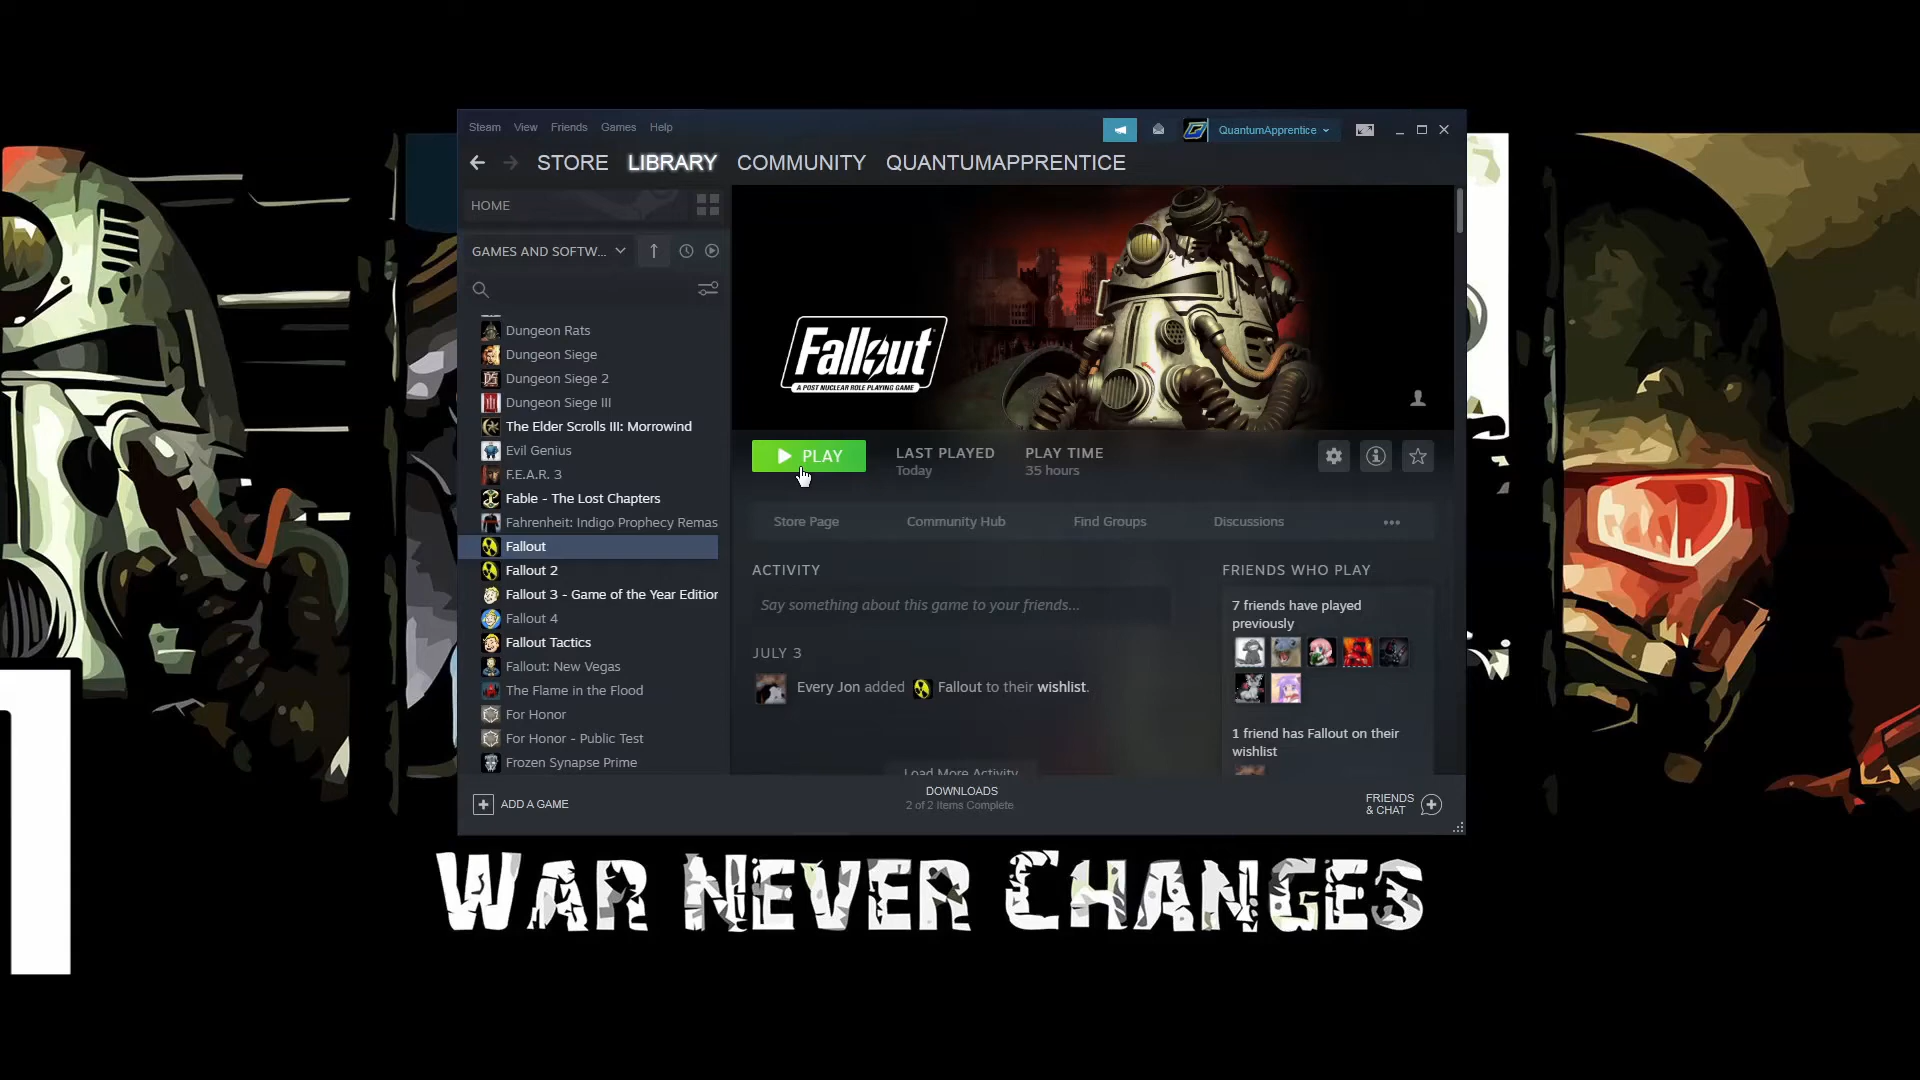 Steam View Friends Games Help
QuantumApprentice
STORE LIBRARY COMMUNITY QUANTUMAPPRENTICE
HOME
GAMES AND SOFTW...
Dungeon Rats
Dungeon Siege
Dungeon Siege 2
Dungeon Siege III
The Elder Scrolls III: Morrowind
Evil Genius
F.E.A.R. 3
Fable - The Lost Chapters
Fahrenheit: Indigo Prophecy Remas
Fallout
Fallout 2
Fallout 3 - Game of the Year Edition
Fallout 4
Fallout Tactics
Fallout: New Vegas
The Flame in the Flood
For Honor
For Honor - Public Test
Frozen Synapse Prime
ADD A GAME
Fallout
A POST NUCLEAR ROLE PLAYING GAME
PLAY
LAST PLAYED
Today
PLAY TIME
35 hours
Store Page Community Hub Find Groups Discussions
ACTIVITY
Say something about this game to your friends...
JULY 3
Every Jon added Fallout to their wishlist.
Load More Activity
FRIENDS WHO PLAY
7 friends have played
previously
1 friend has Fallout on their
wishlist
DOWNLOADS
2 of 2 Items Complete
FRIENDS
& CHAT
WAR NEVER CHANGES